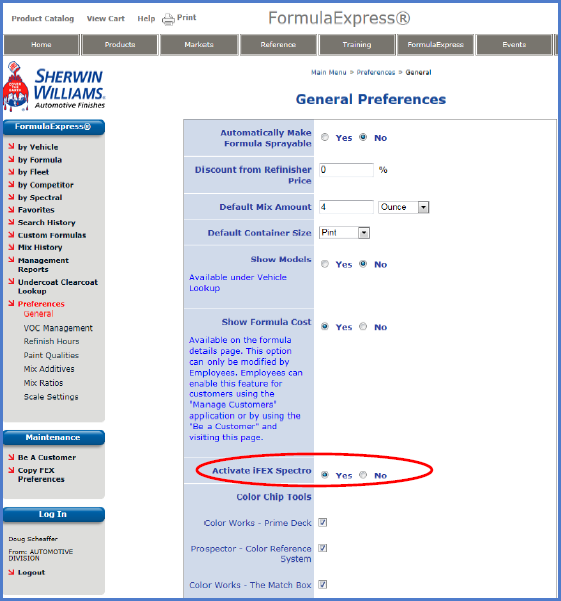 Product Catalog View Cart Help Print
FormulaExpress®
Home Products Markets Reference Training FormulaExpress Events
COVER THE EARTH
SHERWIN
WILLIAMS.
Automotive Finishes
Main Menu » Preferences » General
General Preferences
FormulaExpress®
by Vehicle
by Formula
by Fleet
by Competitor
by Spectral
Favorites
Search History
Custom Formulas
Mix History
Management
Reports
Undercoat Clearcoat
Lookup
Preferences
General
VOC Management
Refinish Hours
Paint Qualities
Mix Additives
Mix Ratios
Scale Settings
Maintenance
Be A Customer
Copy FEX
Preferences
Log In
Doug Scheaffer
From: AUTOMOTIVE
DIVISION
Logout
Automatically Make
Formula Sprayable
Yes No
Discount from Refinisher
Price
0 %
Default Mix Amount
4 Ounce
Default Container Size
Pint
Show Models
Yes No
Available under Vehicle
Lookup
Show Formula Cost
Yes No
Available on the formula
details page. This option
can only be modified by
Employees. Employees can
enable this feature for
customers using the
"Manage Customers"
application or by using the
"Be a Customer" and
visiting this page.
Activate iFEX Spectro
Yes No
Color Chip Tools
Color Works - Prime Deck
Prospector - Color Reference
System
Color Works - The Match Box